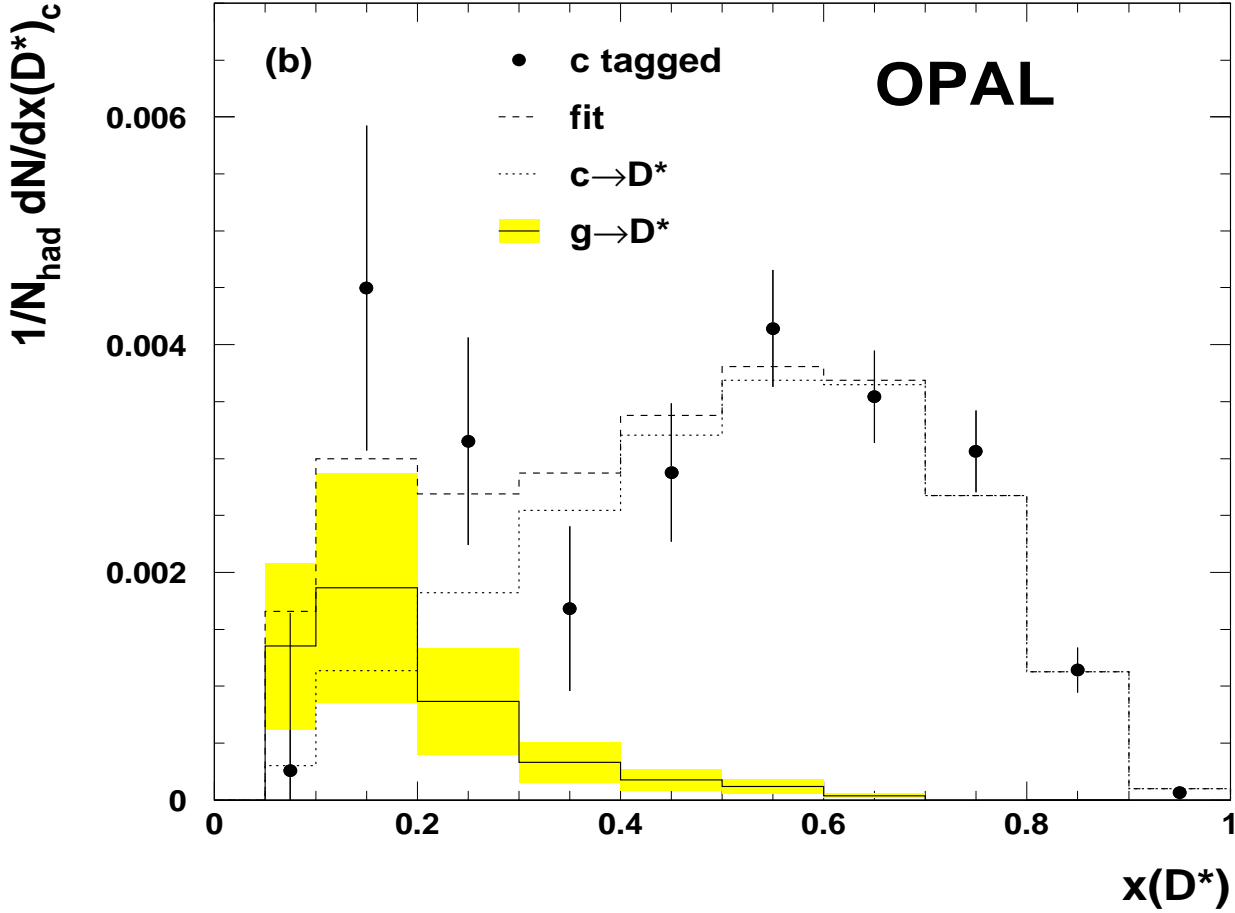 1/N_had dN/dx(D*)_c
(b)
c tagged
OPAL
fit
c→D*
g→D*
0.006
0.004
0.002
0
0 0.2 0.4 0.6 0.8 1
x(D*)